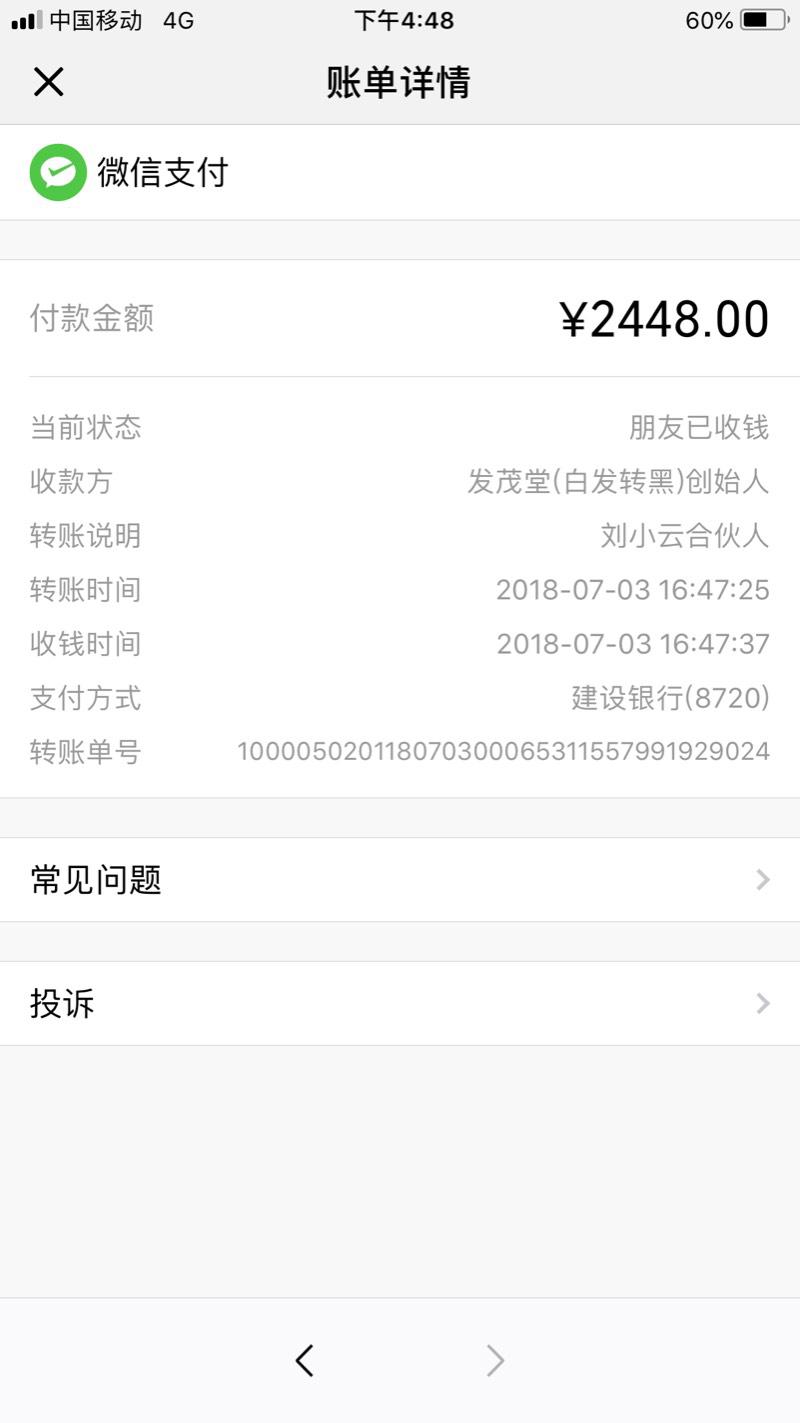 中国移动 4G 下午4:48 60%
账单详情
微信支付
付款金额 ¥2448.00
当前状态 朋友已收钱
收款方 发茂堂(白发转黑)创始人
转账说明 刘小云合伙人
转账时间 2018-07-03 16:47:25
收钱时间 2018-07-03 16:47:37
支付方式 建设银行(8720)
转账单号 1000050201180703000653115579919​29024
常见问题
投诉